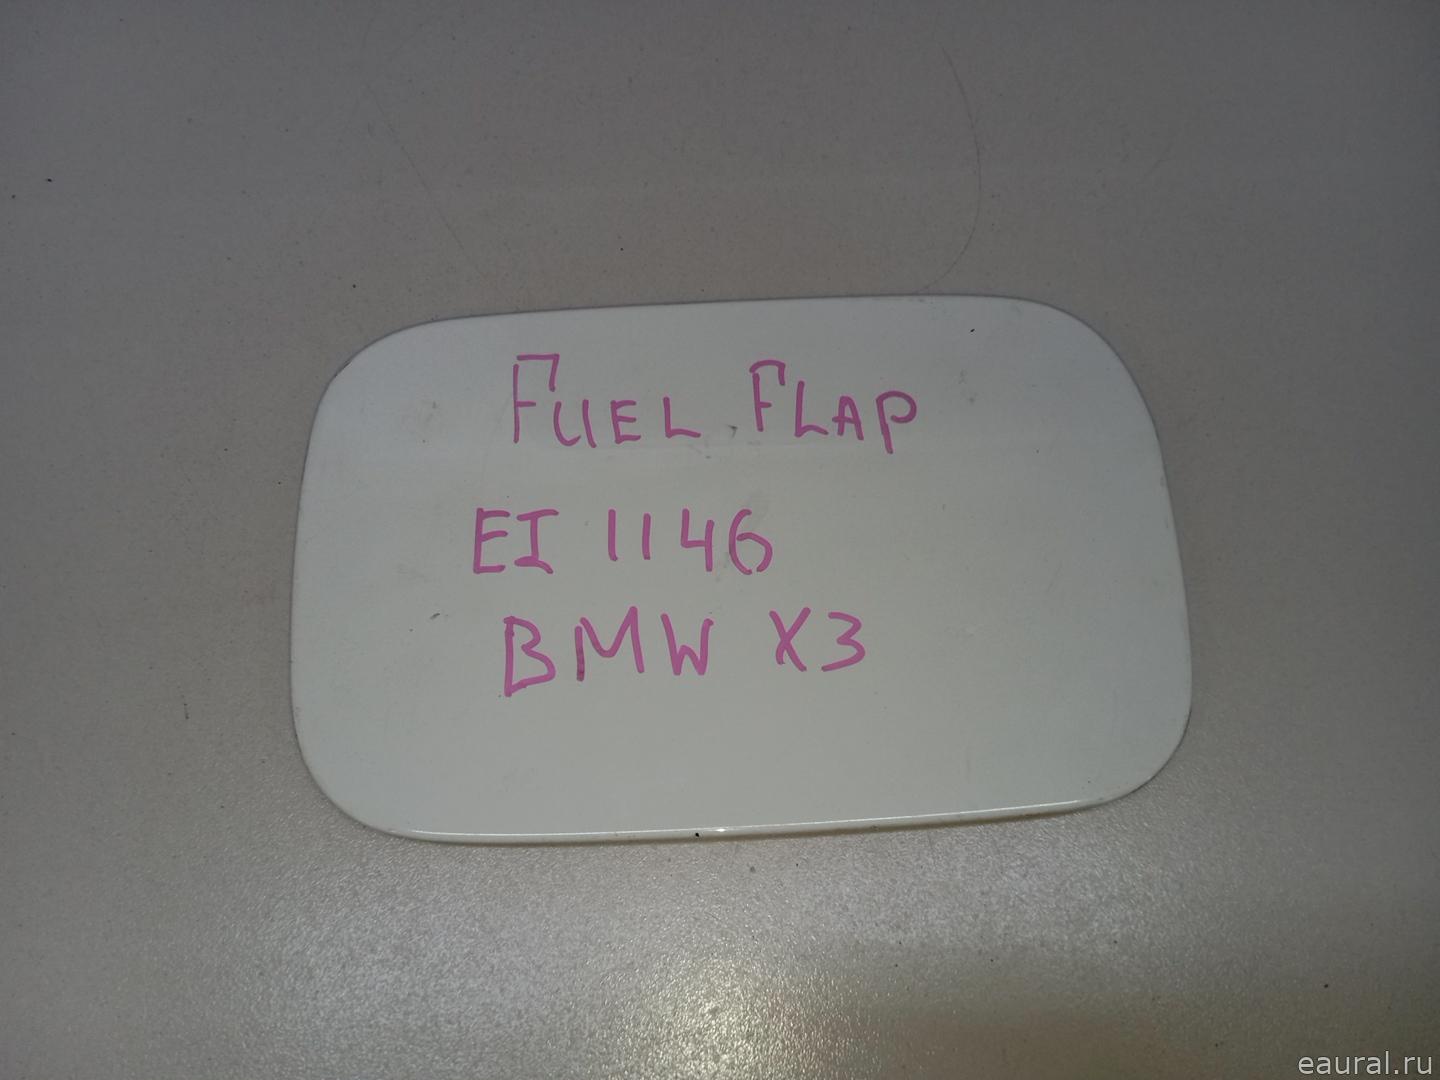 FUEL FLAP
EI 1146
BMW X3
eaural.ru